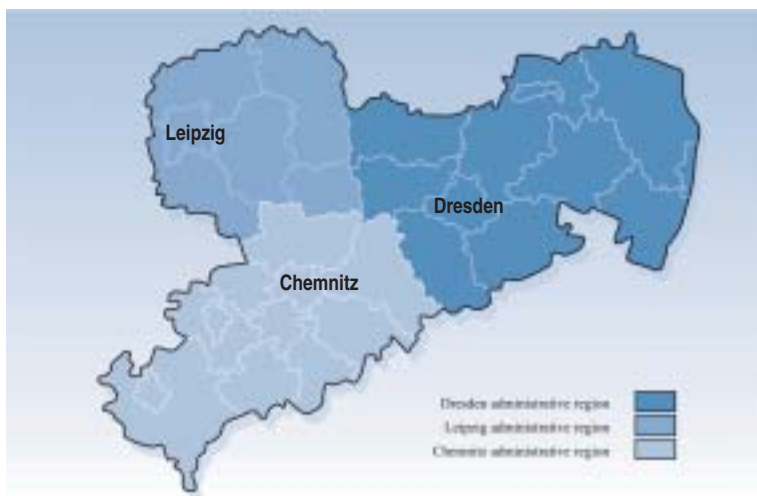 Leipzig
Dresden
Chemnitz
Dresden administrative region
Leipzig administrative region
Chemnitz administrative region